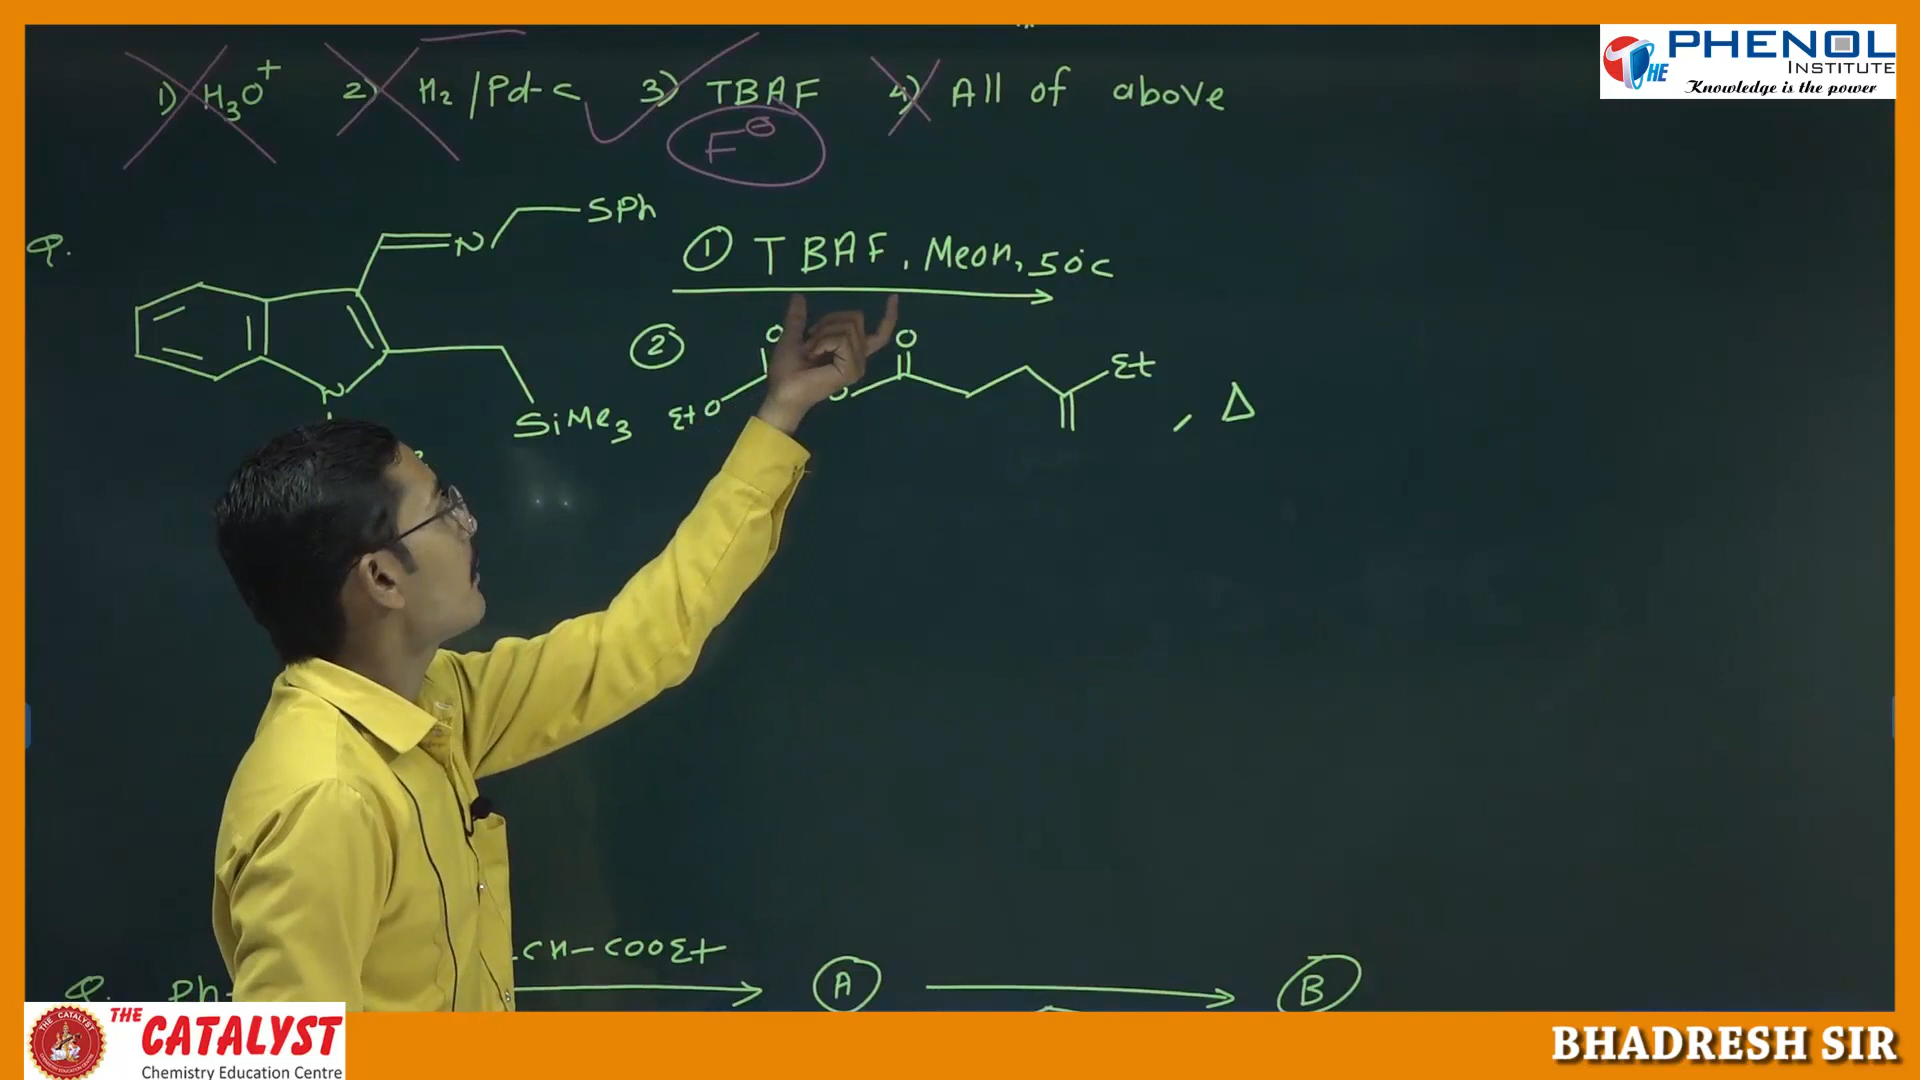 THE PHENOL
INSTITUTE
Knowledge is the power
1) H3O+ 2) H2/Pd-C 3) TBAF 4) All of above
F⊖
Q.
N SPh
① TBAF, MeOH, 50°C
N SiMe3
② EtO O O O Et , Δ
Q. Ph- CH-COOEt A B
THE CATALYST
Chemistry Education Centre
BHADRESH SIR